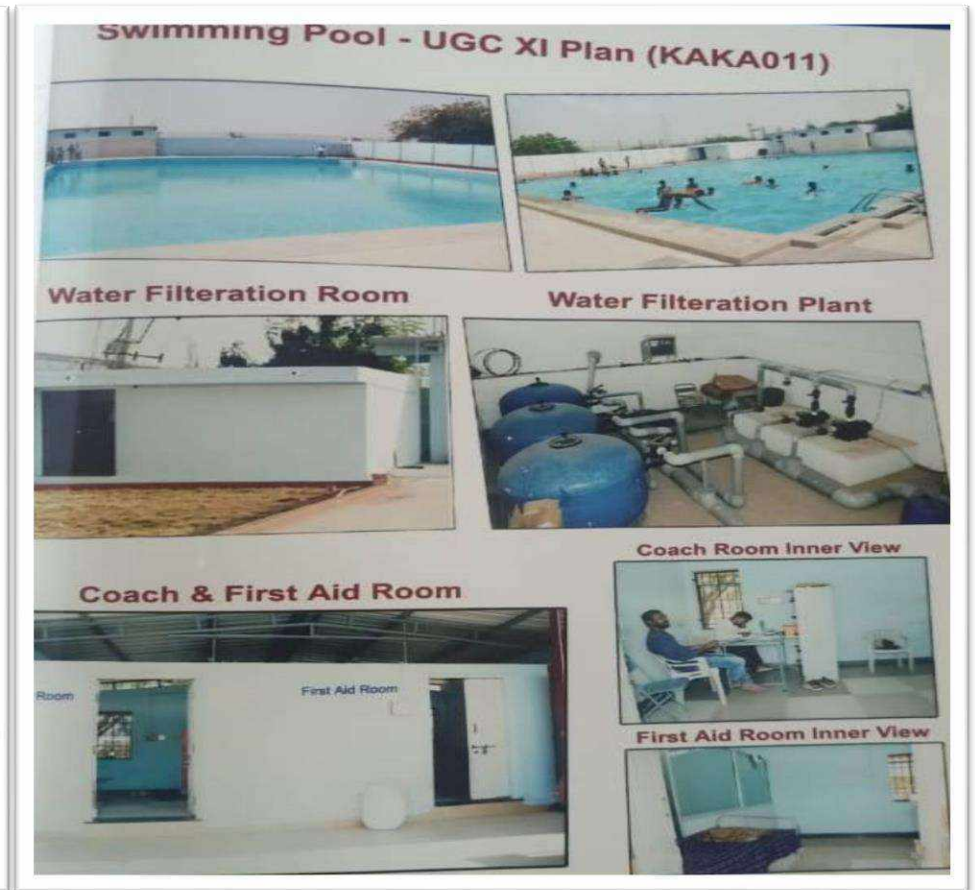 Swimming Pool - UGC XI Plan (KAKA011)
Water Filteration Room
Water Filteration Plant
Coach Room Inner View
Coach & First Aid Room
Room
First Aid Room
First Aid Room Inner View